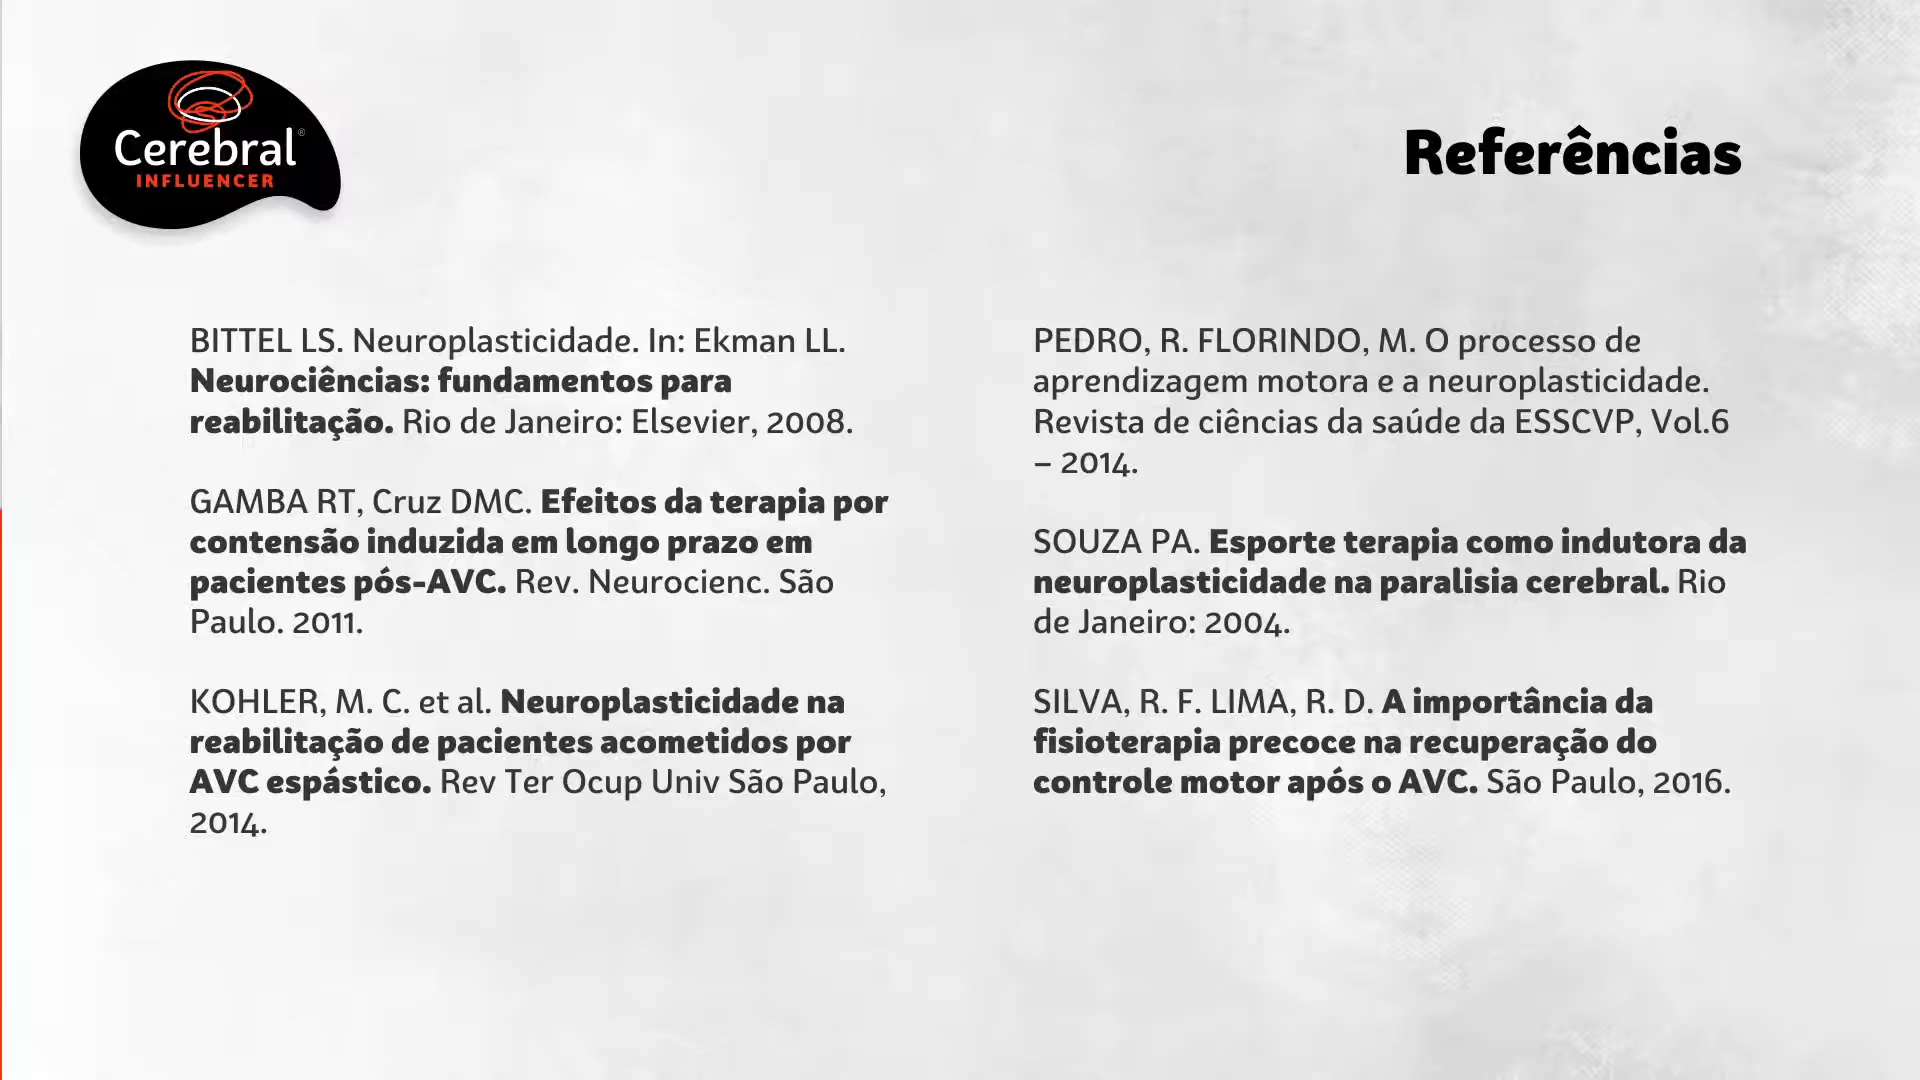 Cerebral®
INFLUENCER
Referências
BITTEL LS. Neuroplasticidade. In: Ekman LL.
Neurociências: fundamentos para
reabilitação. Rio de Janeiro: Elsevier, 2008.
GAMBA RT, Cruz DMC. Efeitos da terapia por
contensão induzida em longo prazo em
pacientes pós-AVC. Rev. Neurocienc. São
Paulo. 2011.
KOHLER, M. C. et al. Neuroplasticidade na
reabilitação de pacientes acometidos por
AVC espástico. Rev Ter Ocup Univ São Paulo,
2014.
PEDRO, R. FLORINDO, M. O processo de
aprendizagem motora e a neuroplasticidade.
Revista de ciências da saúde da ESSCVP, Vol.6
– 2014.
SOUZA PA. Esporte terapia como indutora da
neuroplasticidade na paralisia cerebral. Rio
de Janeiro: 2004.
SILVA, R. F. LIMA, R. D. A importância da
fisioterapia precoce na recuperação do
controle motor após o AVC. São Paulo, 2016.